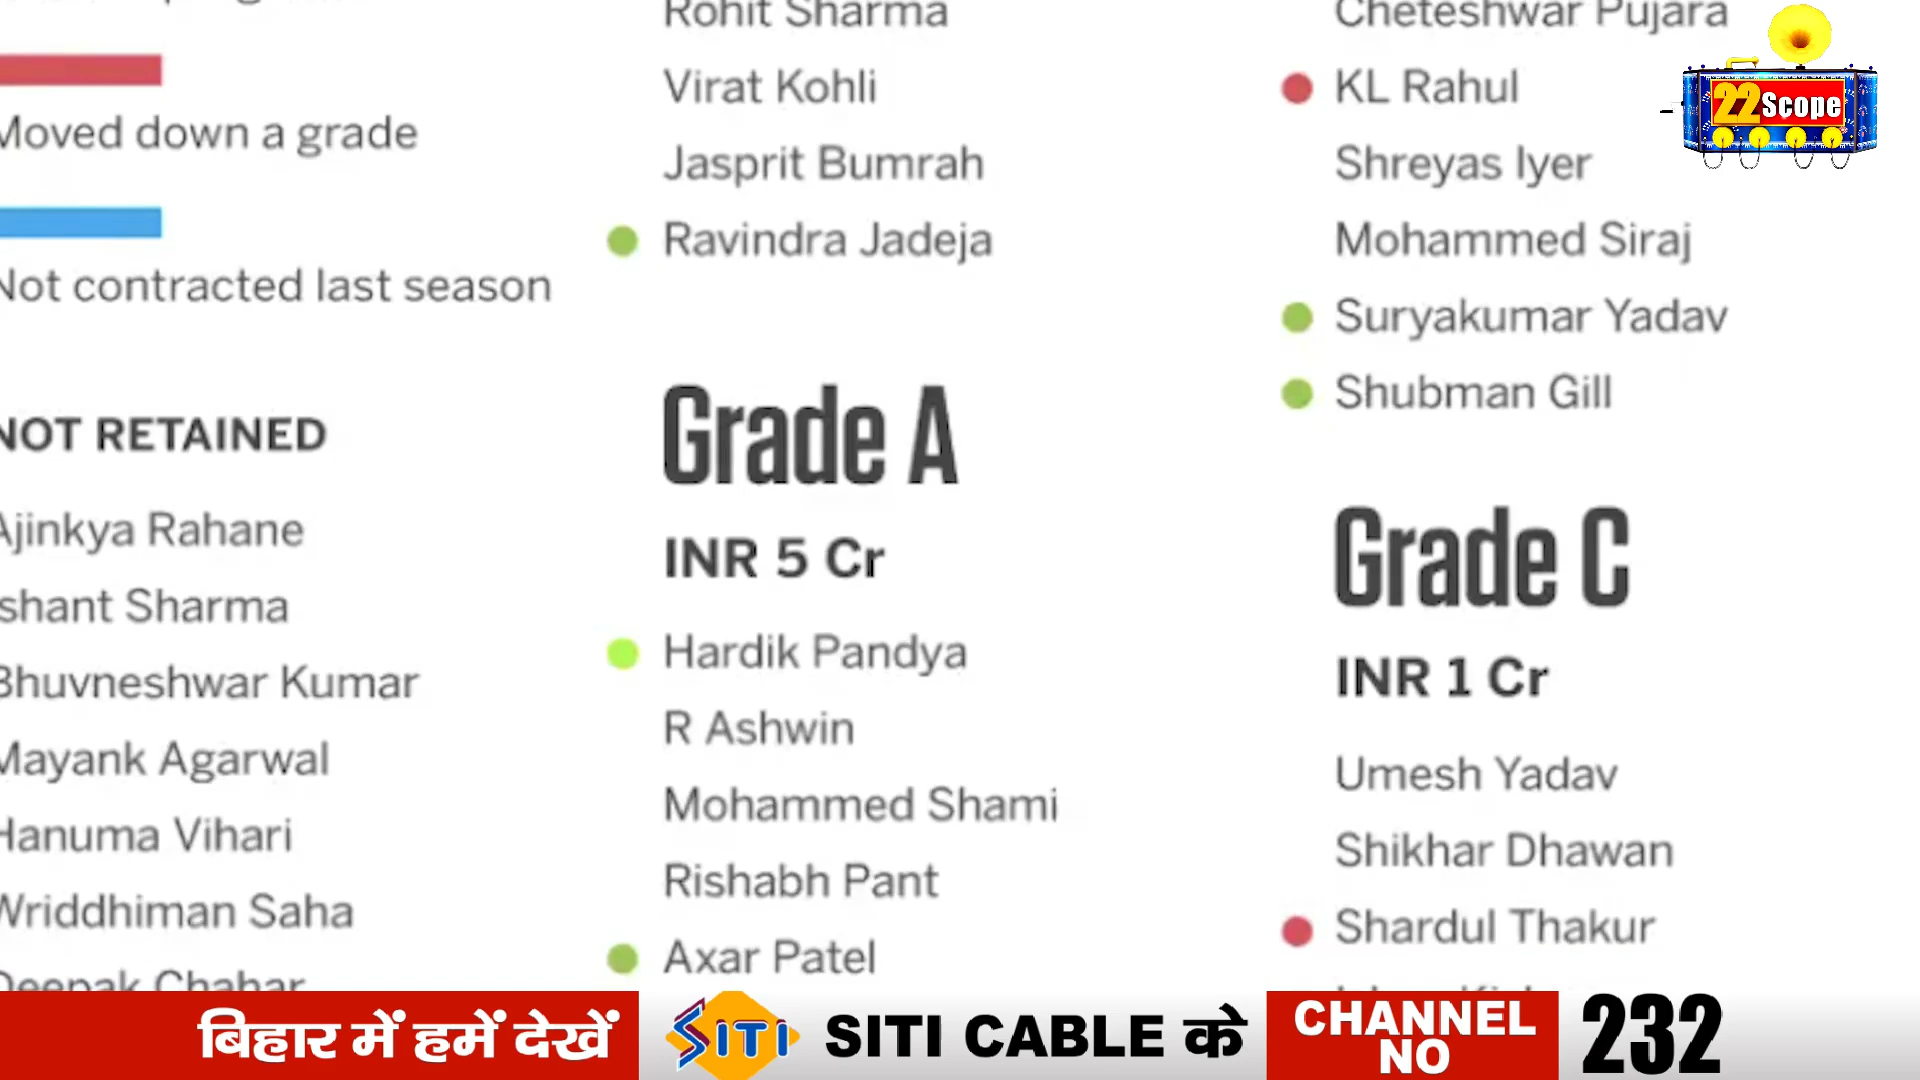 Moved down a grade
Not contracted last season
NOT RETAINED
Ajinkya Rahane
Ishant Sharma
Bhuvneshwar Kumar
Mayank Agarwal
Hanuma Vihari
Wriddhiman Saha
Deepak Chahar
Rohit Sharma
Virat Kohli
Jasprit Bumrah
Ravindra Jadeja
Grade A
INR 5 Cr
Hardik Pandya
R Ashwin
Mohammed Shami
Rishabh Pant
Axar Patel
Cheteshwar Pujara
KL Rahul
Shreyas Iyer
Mohammed Siraj
Suryakumar Yadav
Shubman Gill
Grade C
INR 1 Cr
Umesh Yadav
Shikhar Dhawan
Shardul Thakur
22Scope
बिहार में हमें देखें
SITI
SITI CABLE के
CHANNEL
NO
232